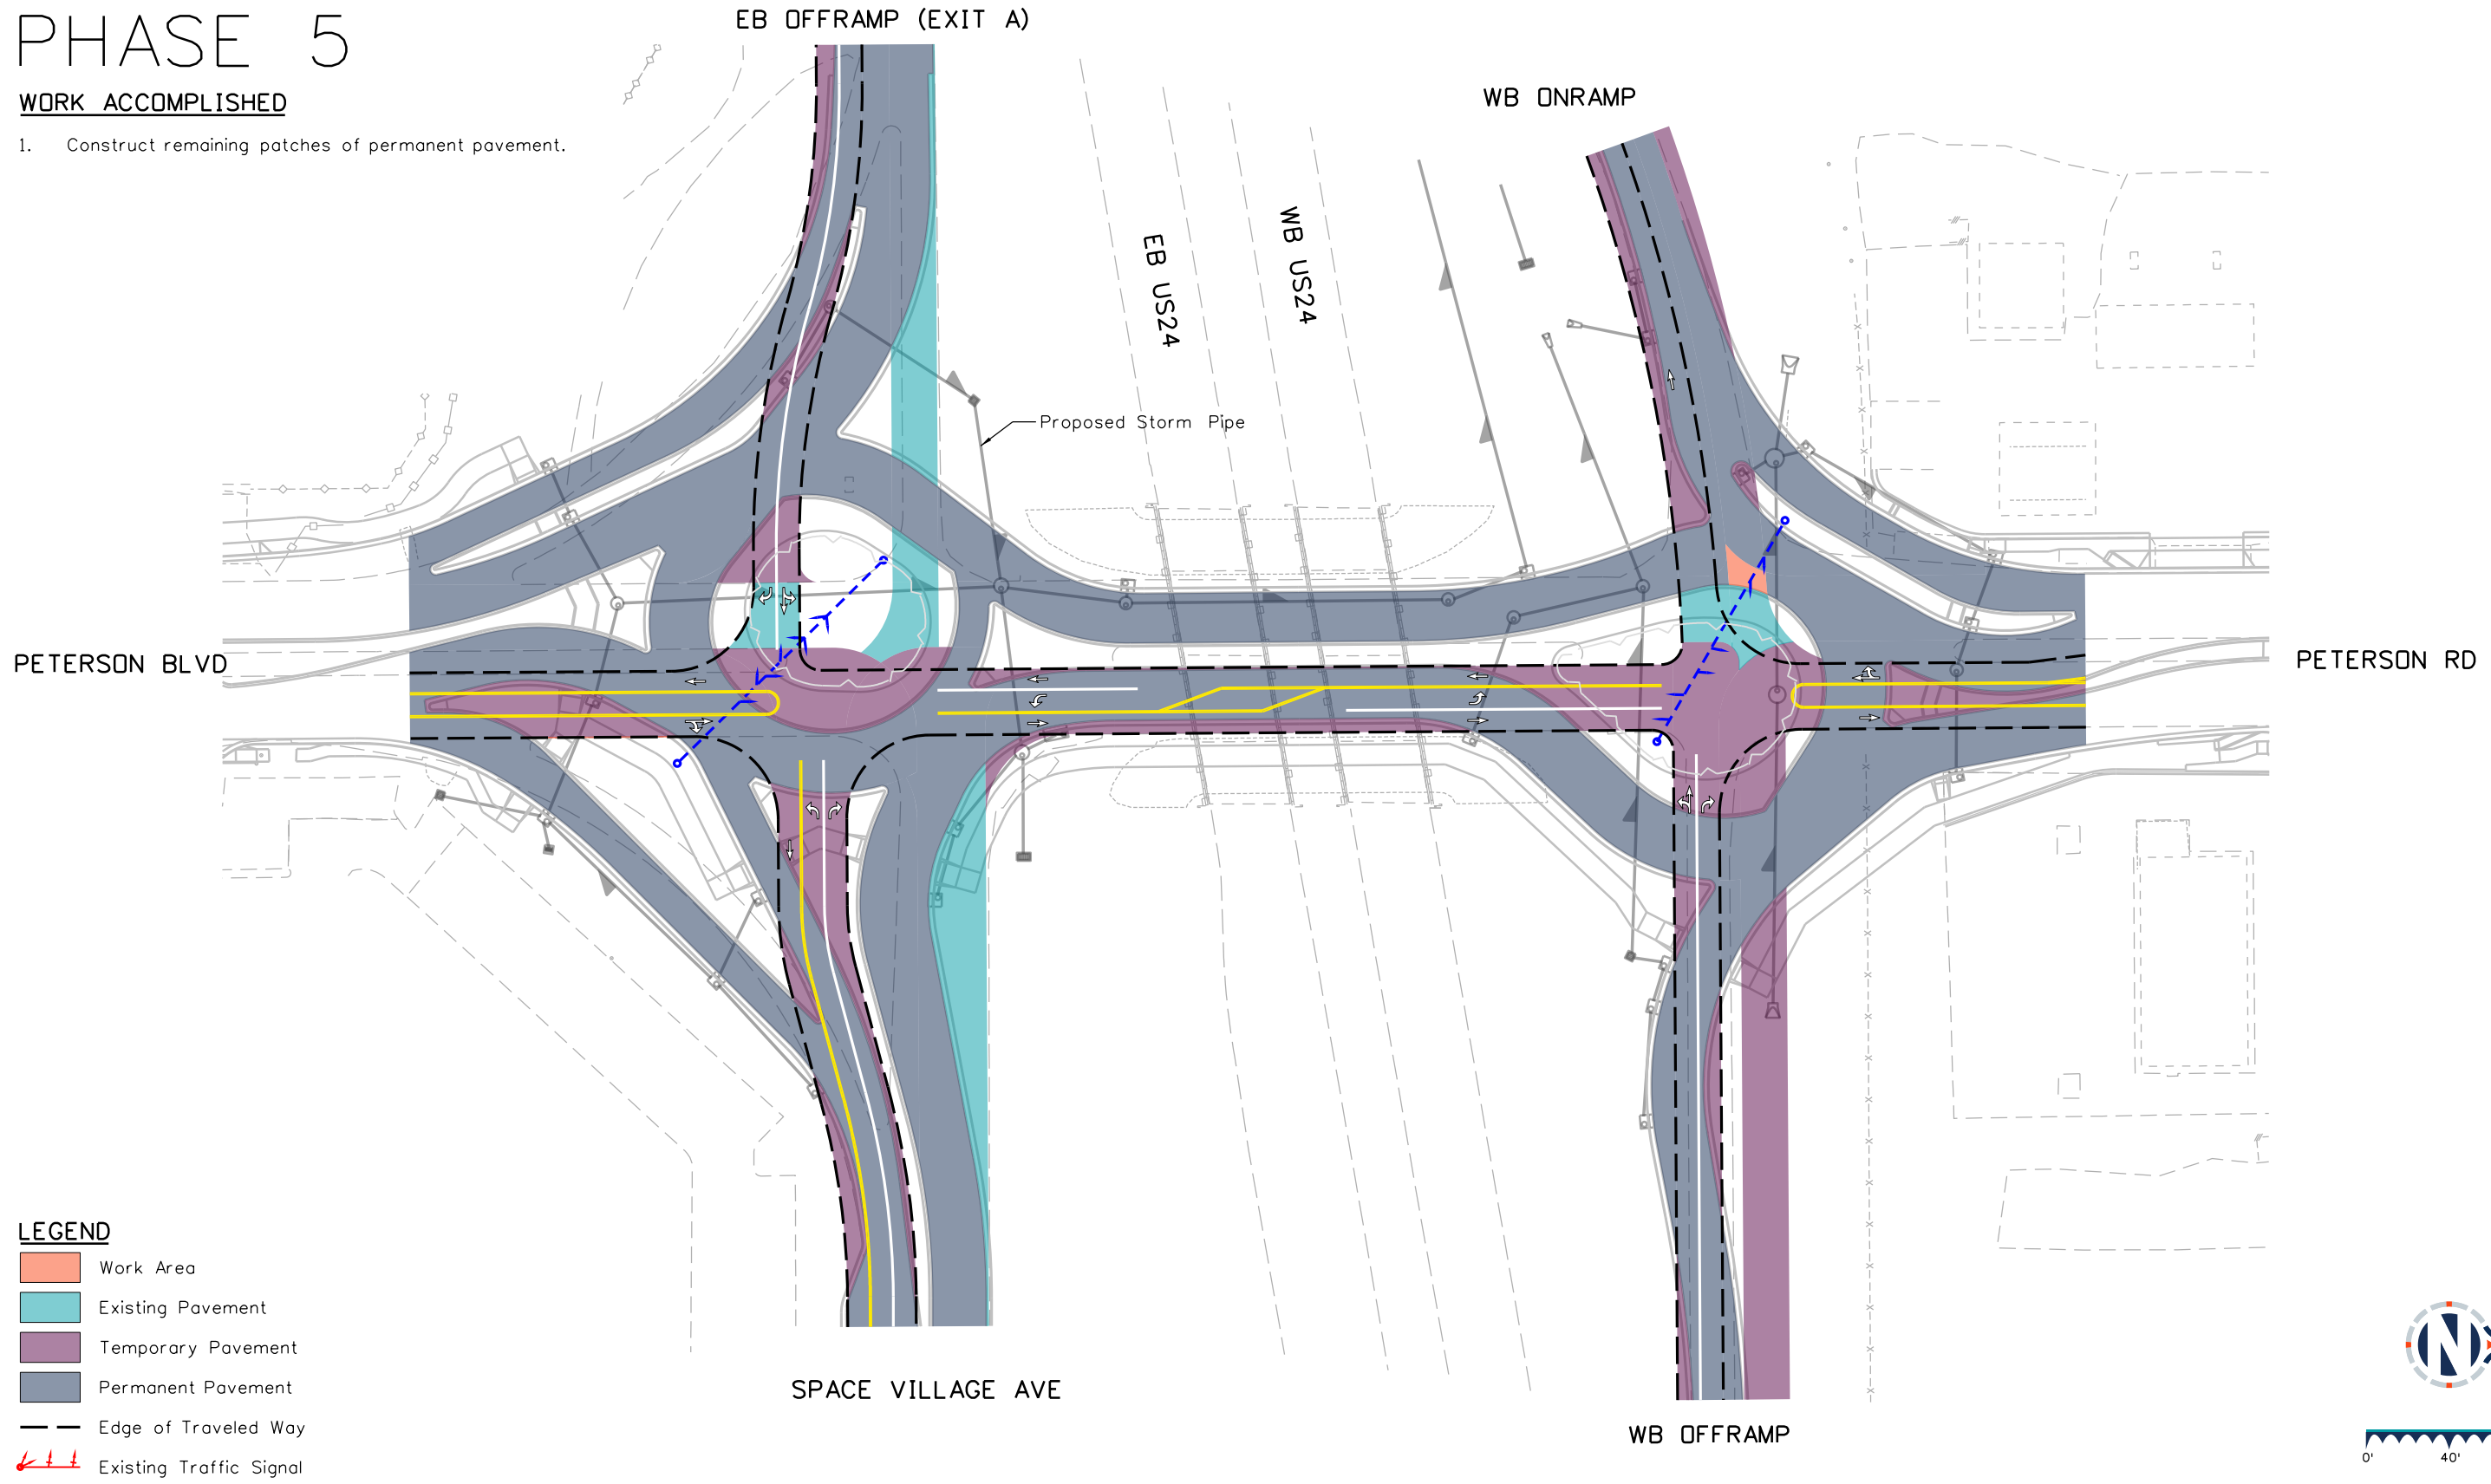 PHASE 5
EB OFFRAMP (EXIT A)
WB ONRAMP
WORK ACCOMPLISHED
1. Construct remaining patches of permanent pavement.
EB US24
WB US24
Proposed Storm Pipe
PETERSON BLVD
PETERSON RD
LEGEND
Work Area
Existing Pavement
Temporary Pavement
Permanent Pavement
Edge of Traveled Way
Existing Traffic Signal
SPACE VILLAGE AVE
WB OFFRAMP
N
0' 40'